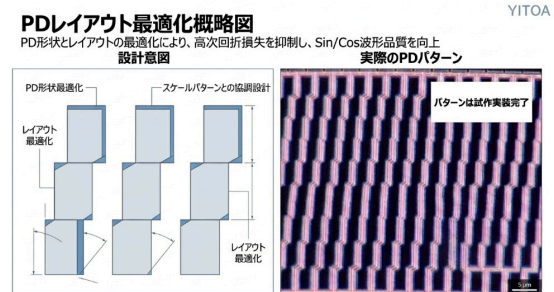 YITOA
PDレイアウト最適化概略図
PD形状とレイアウトの最適化により、高次回折損失を抑制し、Sin/Cos波形品質を向上
設計意図
実際のPDパターン
PD形状最適化
スケールパターンとの協調設計
レイアウト
最適化
レイアウト
最適化
パターンは試作実装完了
5 μm